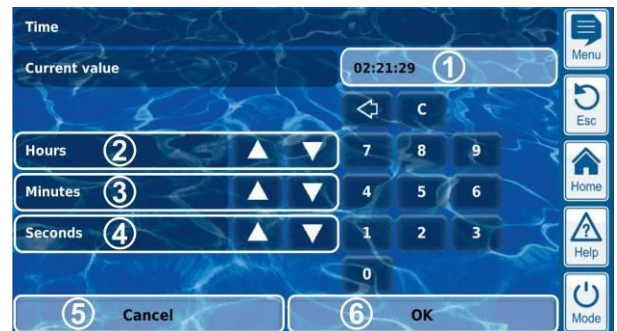 Time
Menu
Current value 02:21:29 1
C
Esc
Hours 2 7 8 9
Minutes 3 4 5 6
Home
Seconds 4 1 2 3
Help
0
5 Cancel 6 OK
Mode